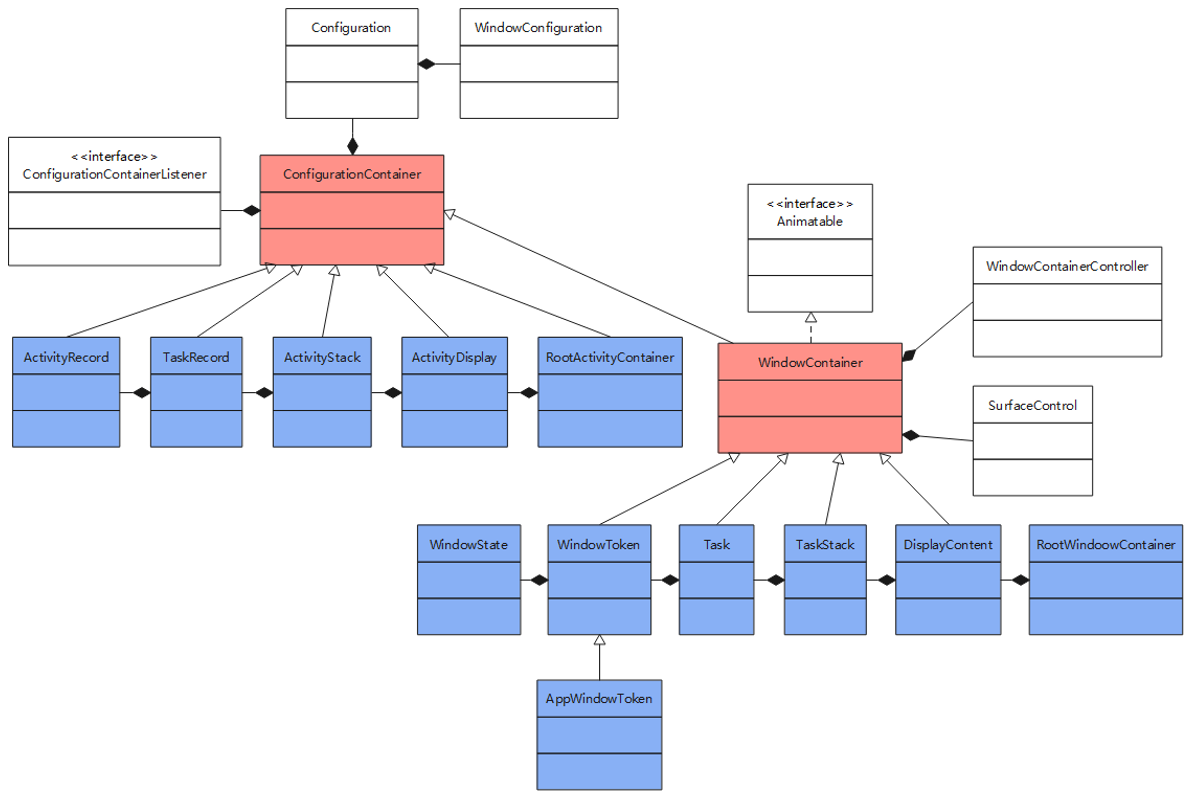 Configuration
WindowConfiguration
<<interface>>
ConfigurationContainerListener
ConfigurationContainer
<<interface>>
Animatable
WindowContainerController
ActivityRecord
TaskRecord
ActivityStack
ActivityDisplay
RootActivityContainer
WindowContainer
SurfaceControl
WindowState
WindowToken
Task
TaskStack
DisplayContent
RootWindoowContainer
AppWindowToken